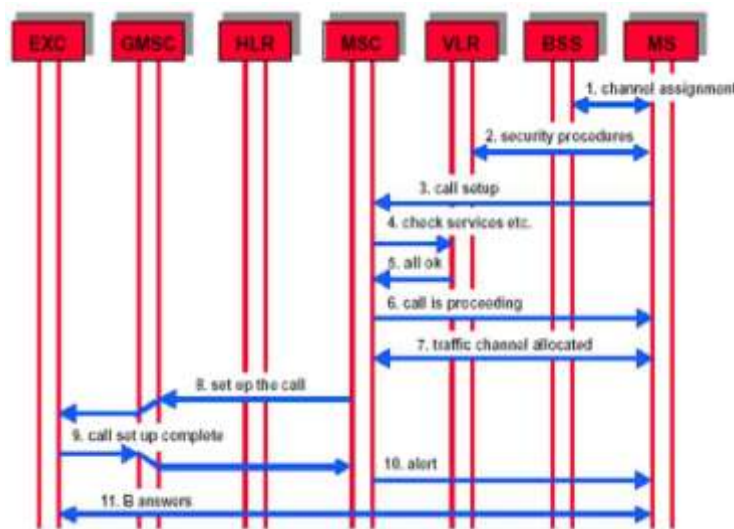 EXC GMSC HLR MSC VLR BSS MS
1. channel assignment
2. security procedures
3. call setup
4. check services etc.
5. all ok
6. call is proceeding
7. traffic channel allocated
8. set up the call
9. call set up complete
10. alert
11. B answers